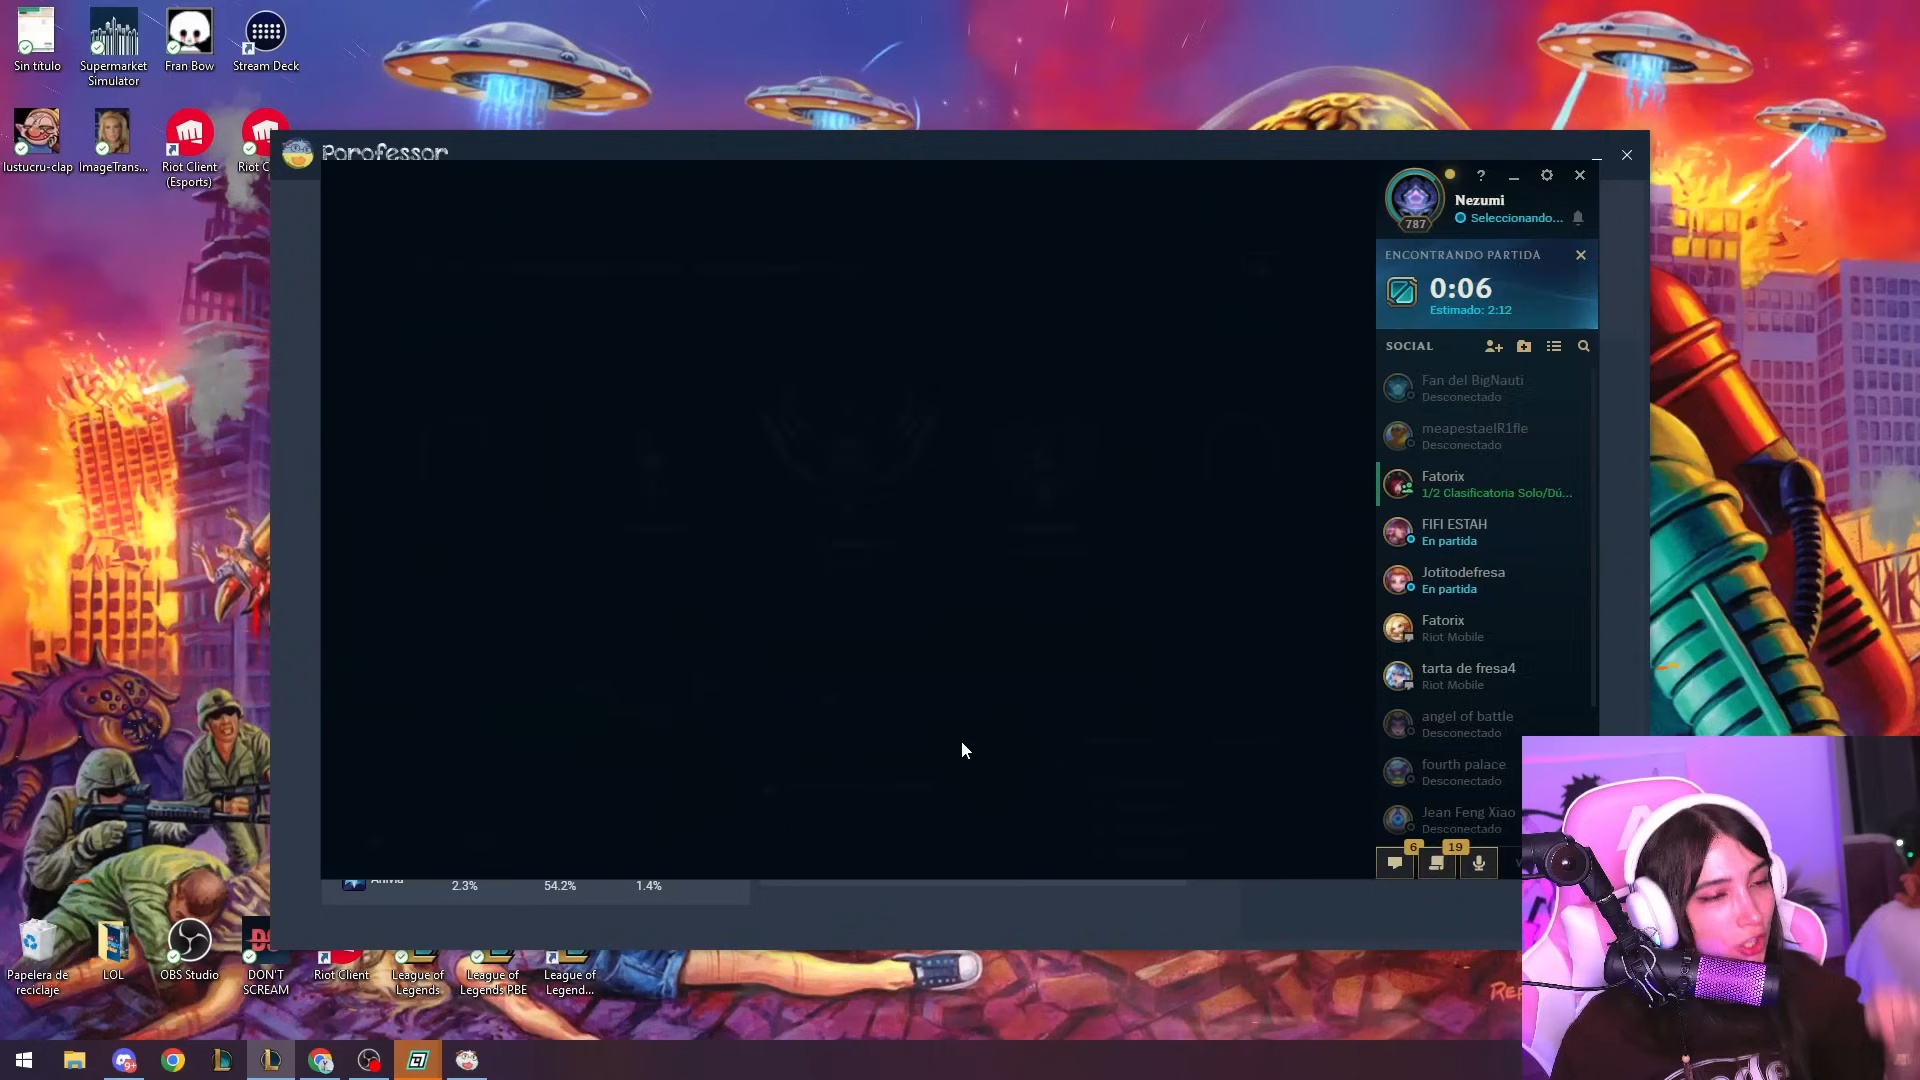 Sin título
Supermarket
Simulator
Fran Bow
Stream Deck
lustucru-clap
ImageTrans...
Riot Client
(Esports)
Riot C
Porofessor
?
787
Nezumi
Seleccionando...
ENCONTRANDO PARTIDA
0:06
Estimado: 2:12
SOCIAL
Fan del BigNauti
Desconectado
meapestaelR1fle
Desconectado
Fatorix
1/2 Clasificatoria Solo/Dú...
FIFI ESTAH
En partida
Jotitodefresa
En partida
Fatorix
Riot Mobile
tarta de fresa4
Riot Mobile
angel of battle
Desconectado
fourth palace
Desconectado
Jean Feng Xiao
Desconectado
6
19
Anivia
2.3%
54.2%
1.4%
Papelera de
reciclaje
LOL
OBS Studio
DON'T
SCREAM
Riot Client
League of
Legends
League of
Legends PBE
League of
Legend...
9+